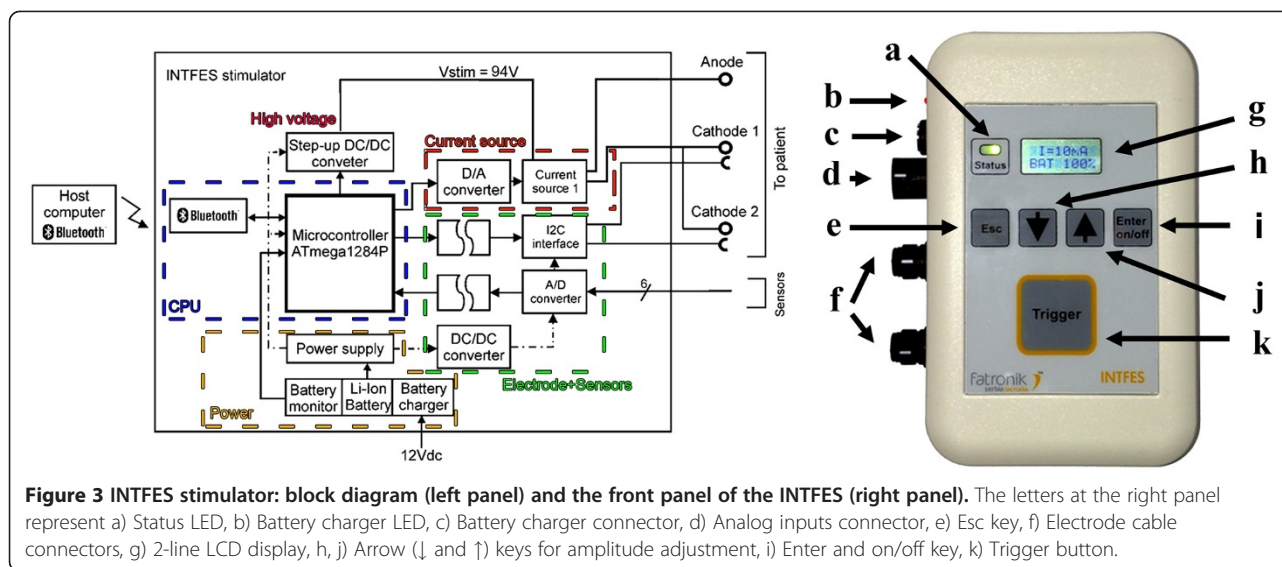 INTFES stimulator
Vstim = 94V
High voltage
Step-up DC/DC
conveter
Current source
D/A
converter
Current
source 1
Host
computer
Bluetooth
Bluetooth
Microcontroller
ATmega1284P
CPU
I2C
interface
A/D
converter
6
Power supply
DC/DC
converter
Electrode+Sensors
Battery
monitor
Li-Ion
Battery
Battery
charger
Power
12Vdc
Anode
Cathode 1
Cathode 2
To patient
Sensors
a
b
c
d
e
f
g
h
i
j
k
Status
I=10mA
BAT 100%
Esc
Enter
on/off
Trigger
Fatronik
serbia tecnalia
INTFES
Figure 3 INTFES stimulator: block diagram (left panel) and the front panel of the INTFES (right panel). The letters at the right panel
represent a) Status LED, b) Battery charger LED, c) Battery charger connector, d) Analog inputs connector, e) Esc key, f) Electrode cable
connectors, g) 2-line LCD display, h, j) Arrow (↓ and ↑) keys for amplitude adjustment, i) Enter and on/off key, k) Trigger button.